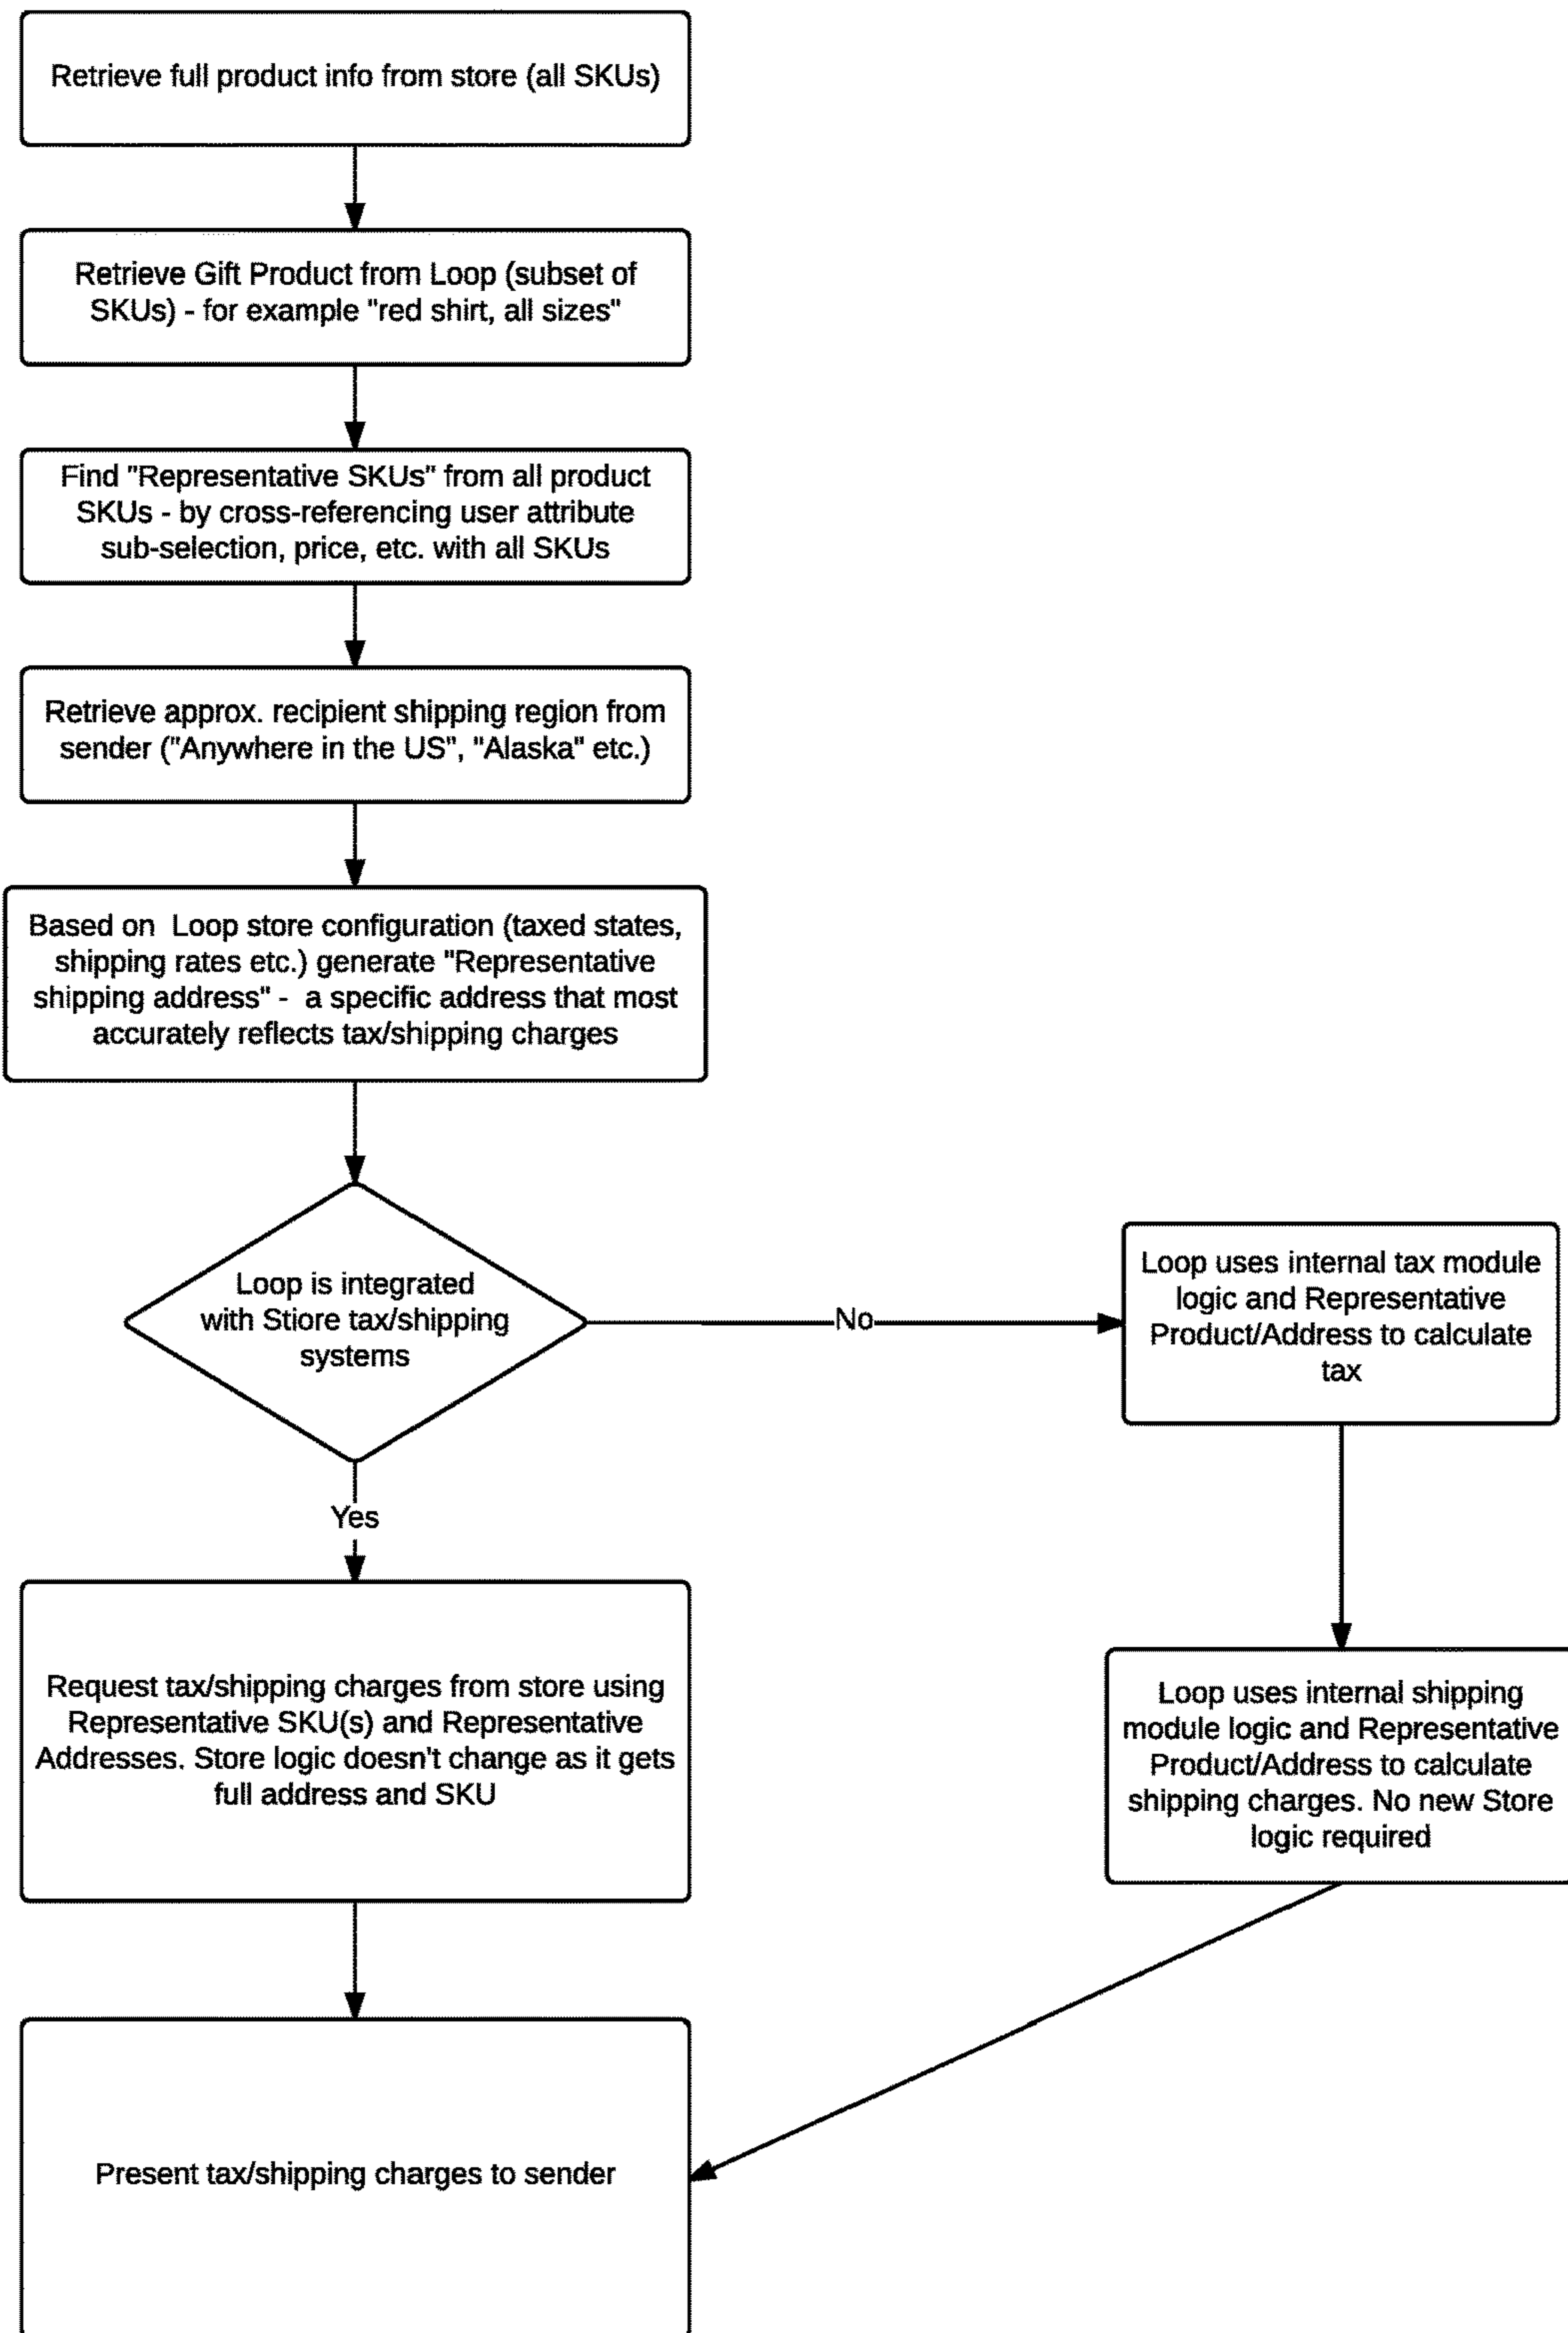 Retrieve full product info from store (all SKUs)
Retrieve Gift Product from Loop (subset of
SKUs) - for example "red shirt, all sizes"
Find "Representative SKUs" from all product
SKUs - by cross-referencing user attribute
sub-selection, price, etc. with all SKUs
Retrieve approx. recipient shipping region from
sender ("Anywhere in the US", "Alaska" etc.)
Based on  Loop store configuration (taxed states,
shipping rates etc.) generate "Representative
shipping address" -  a specific address that most
accurately reflects tax/shipping charges
Loop is integrated
with Stiore tax/shipping
systems
No
Loop uses internal tax module
logic and Representative
Product/Address to calculate
tax
Yes
Request tax/shipping charges from store using
Representative SKU(s) and Representative
Addresses. Store logic doesn't change as it gets
full address and SKU
Loop uses internal shipping
module logic and Representative
Product/Address to calculate
shipping charges. No new Store
logic required
Present tax/shipping charges to sender